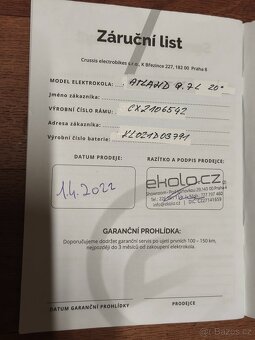 Záruční list
Crussis electrobikes s.r.o., K Březince 227, 182 00 Praha 8
MODEL ELEKTROKOLA: ATLAND 9.7 L 20"
Jméno zákazníka:
VÝROBNÍ ČÍSLO RÁMU: CX2106542
Adresa zákazníka:
Výrobní číslo baterie: XL021D03791
DATUM PRODEJE:
RAZÍTKO A PODPIS PRODEJCE:
1.4.2022
ekolo.cz
GARANČNÍ PROHLÍDKA:
Doporučujeme dodržet garanční servis po ujetí prvních 100 - 150 km,
nejpozději do 3 měsíců od zakoupení elektrokola.
DATUM GARANČNÍ PROHLÍDKY
PRODEJCE
Bazos.cz